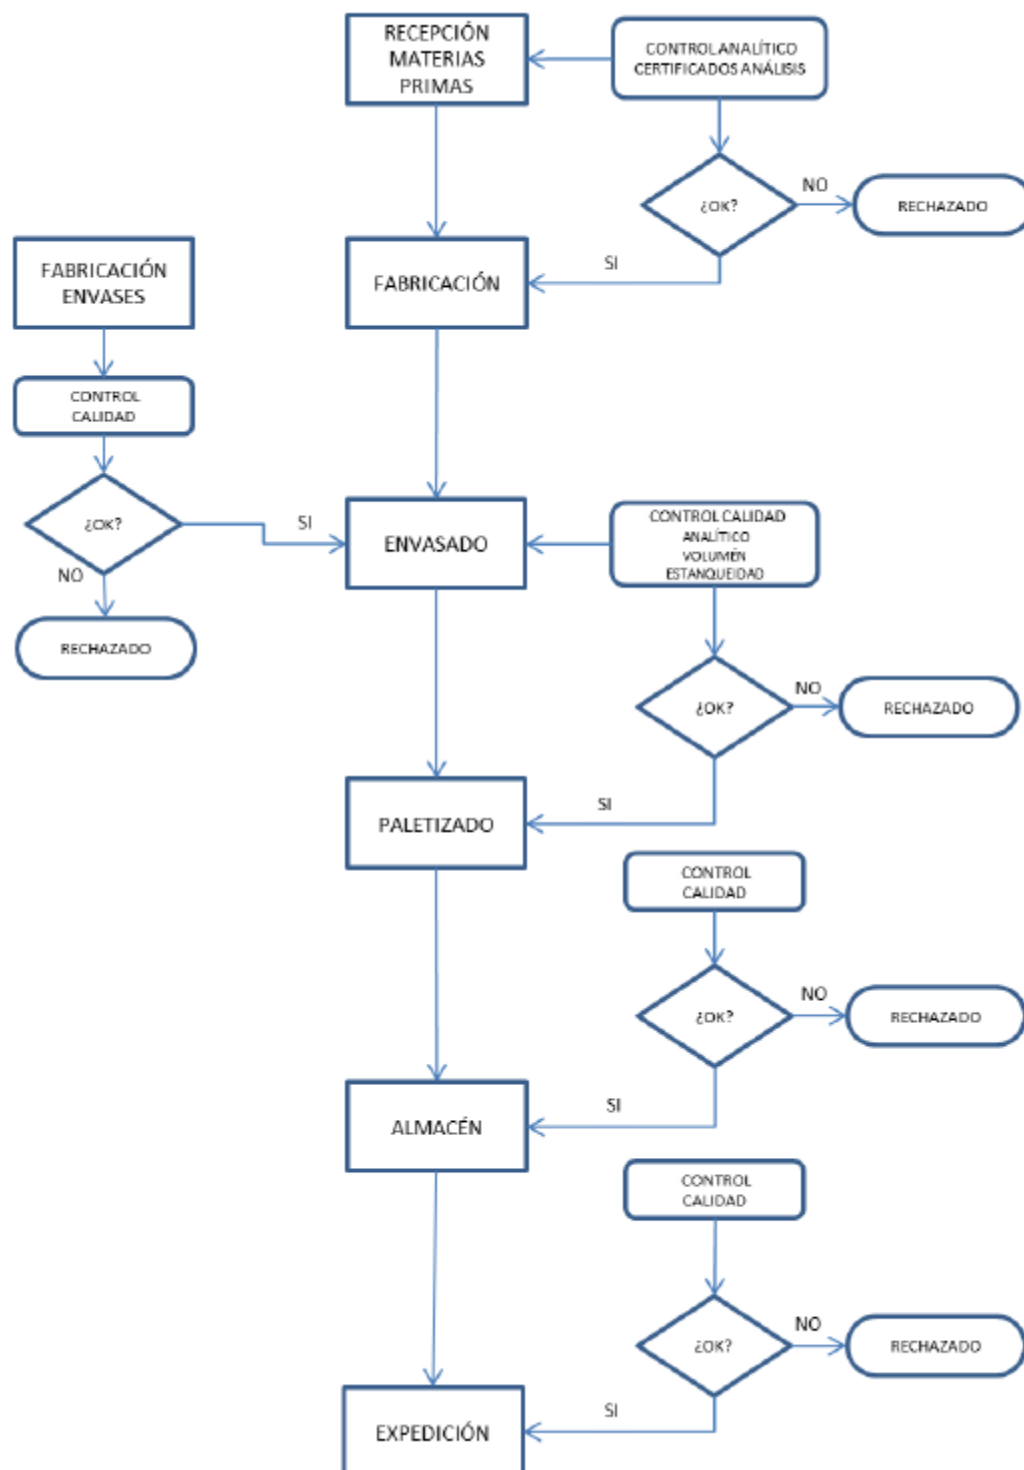 RECEPCIÓN
MATERIAS
PRIMAS
CONTROL ANALÍTICO
CERTIFICADOS ANÁLISIS
¿OK?
NO
RECHAZADO
SI
FABRICACIÓN
FABRICACIÓN
ENVASES
CONTROL
CALIDAD
¿OK?
SI
NO
RECHAZADO
ENVASADO
CONTROL CALIDAD
ANALÍTICO
VOLUMÉN
ESTANQUEIDAD
¿OK?
NO
RECHAZADO
SI
PALETIZADO
CONTROL
CALIDAD
¿OK?
NO
RECHAZADO
SI
ALMACÉN
CONTROL
CALIDAD
¿OK?
NO
RECHAZADO
SI
EXPEDICIÓN